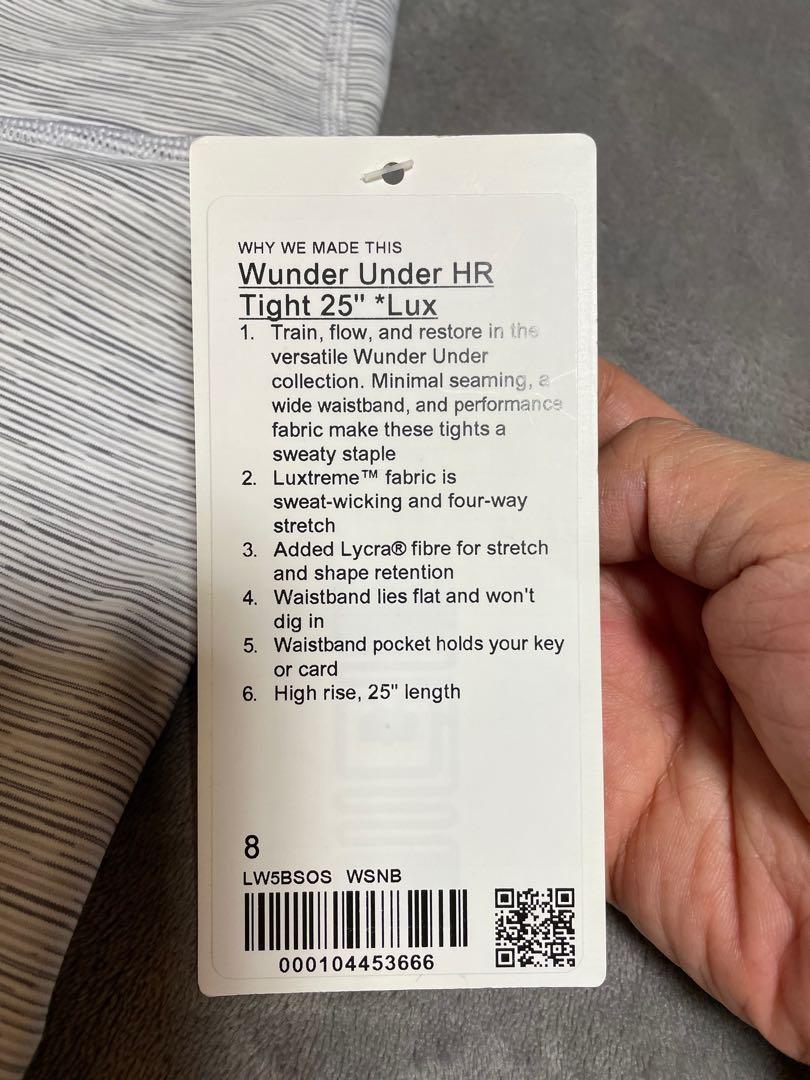 WHY WE MADE THIS
Wunder Under HR
Tight 25" *Lux
1. Train, flow, and restore in the
versatile Wunder Under
collection. Minimal seaming, a
wide waistband, and performance
fabric make these tights a
sweaty staple
2. Luxtreme™ fabric is
sweat-wicking and four-way
stretch
3. Added Lycra® fibre for stretch
and shape retention
4. Waistband lies flat and won't
dig in
5. Waistband pocket holds your key
or card
6. High rise, 25" length
8
LW5BSOS WSNB
000104453666